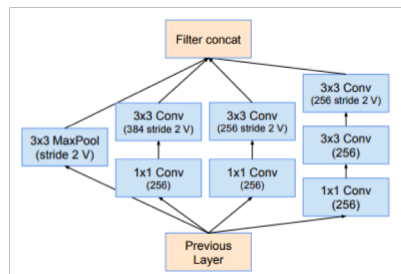 Filter concat
3x3 Conv
(256 stride 2 V)
3x3 Conv
(384 stride 2 V)
3x3 Conv
(256 stride 2 V)
3x3 MaxPool
(stride 2 V)
3x3 Conv
(256)
1x1 Conv
(256)
1x1 Conv
(256)
1x1 Conv
(256)
Previous
Layer